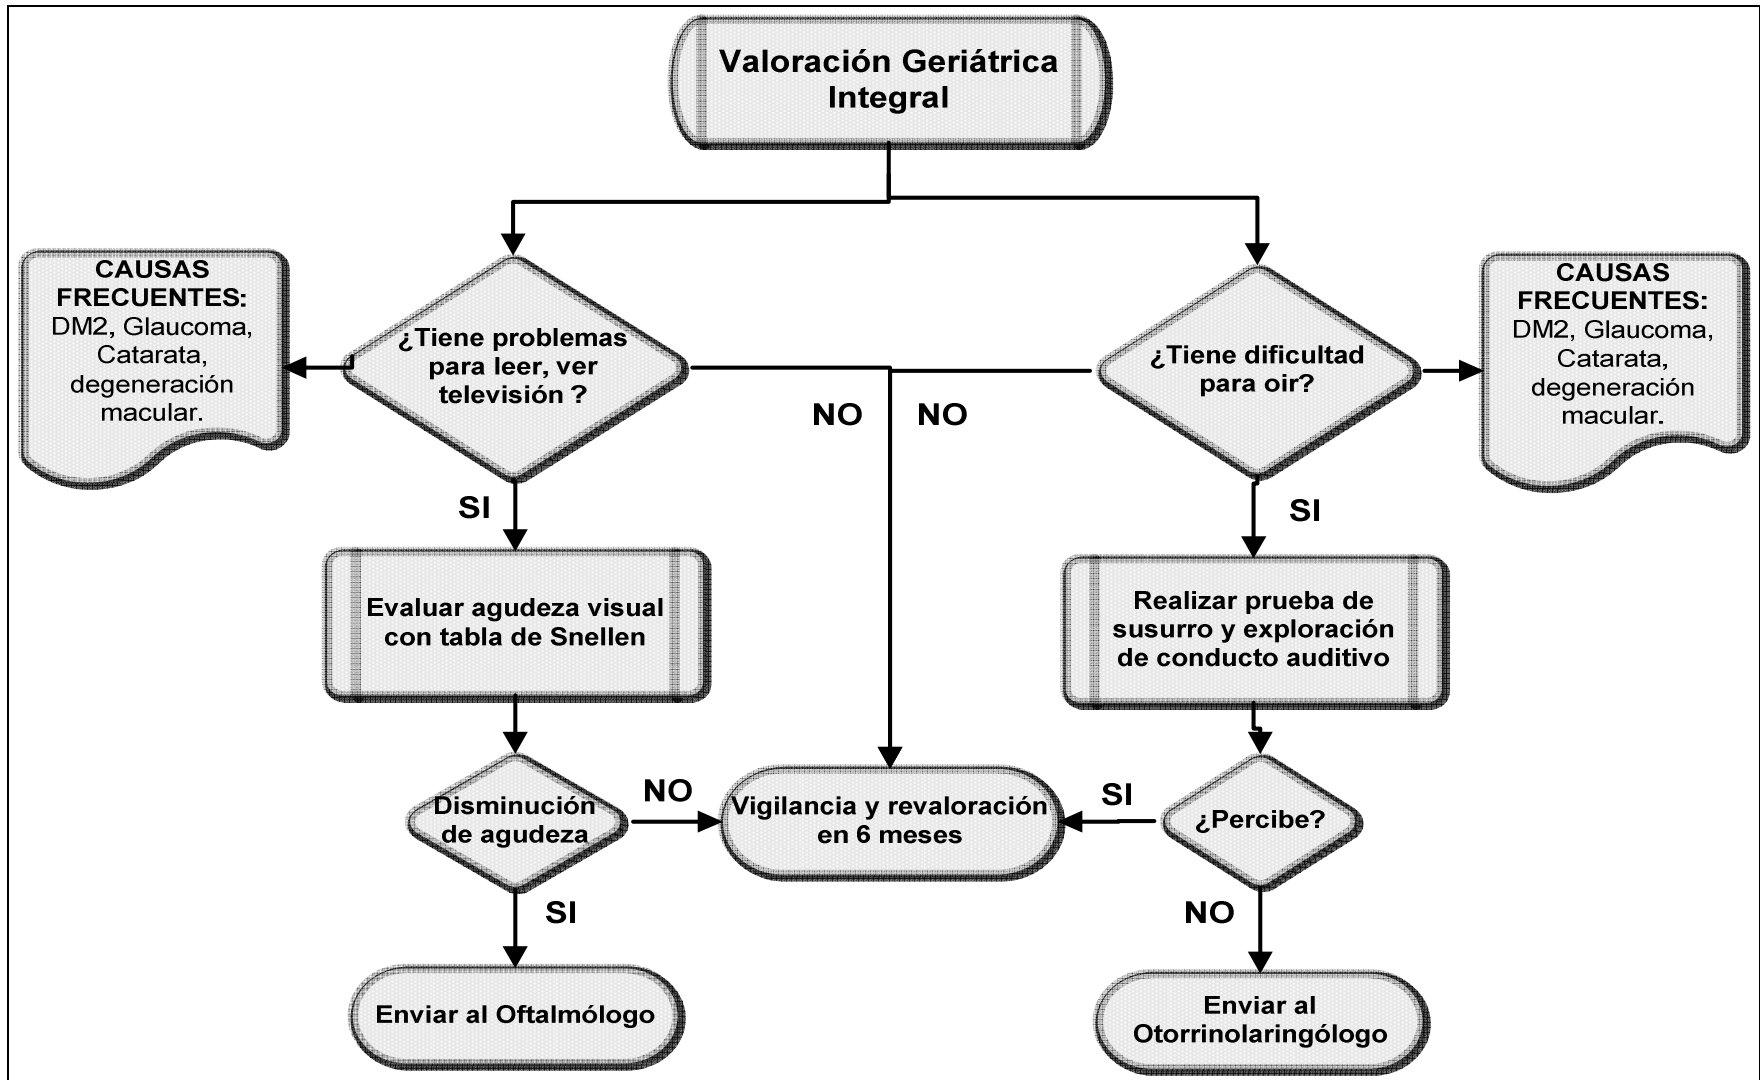 Valoración Geriátrica
Integral
CAUSAS
FRECUENTES:
DM2, Glaucoma,
Catarata,
degeneración
macular.
¿Tiene problemas
para leer, ver
televisión ?
NO
NO
¿Tiene dificultad
para oir?
CAUSAS
FRECUENTES:
DM2, Glaucoma,
Catarata,
degeneración
macular.
SI
SI
Evaluar agudeza visual
con tabla de Snellen
Realizar prueba de
susurro y exploración
de conducto auditivo
Disminución
de agudeza
NO
Vigilancia y revaloración
en 6 meses
SI
¿Percibe?
SI
NO
Enviar al Oftalmólogo
Enviar al
Otorrinolaringólogo